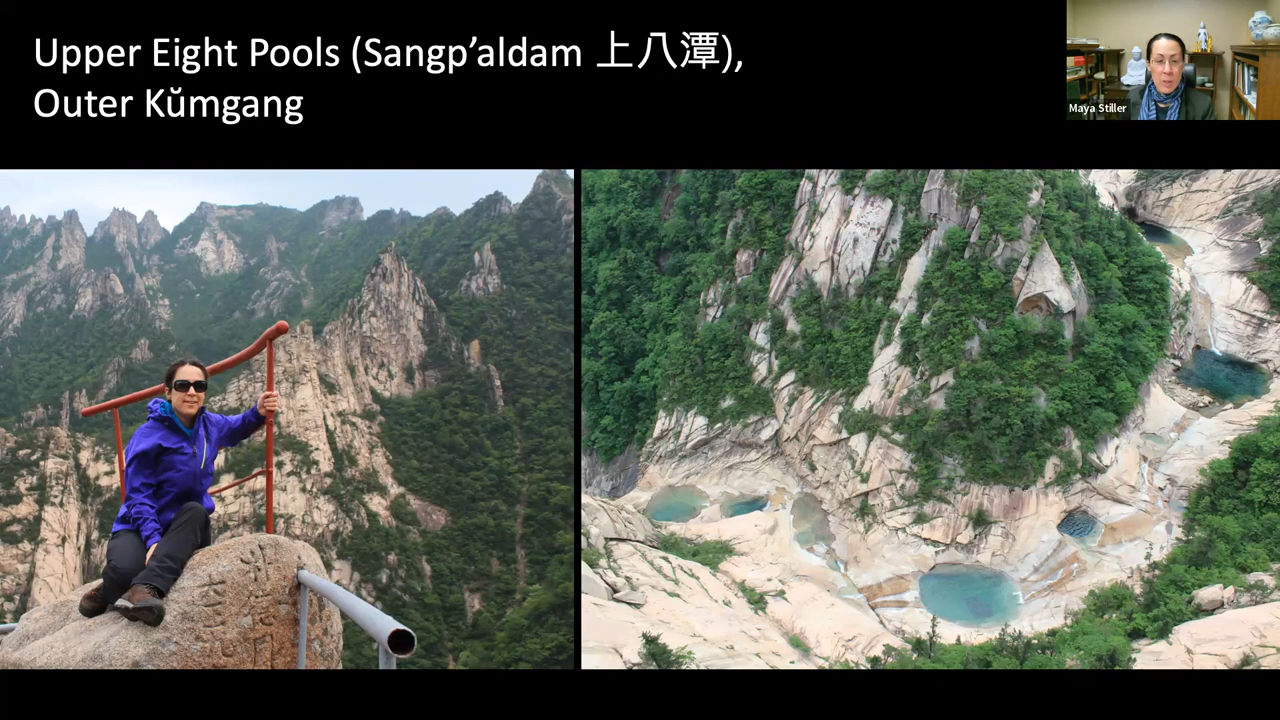 Upper Eight Pools (Sangp’aldam 上八潭),
Outer Kŭmgang
Maya Stiller